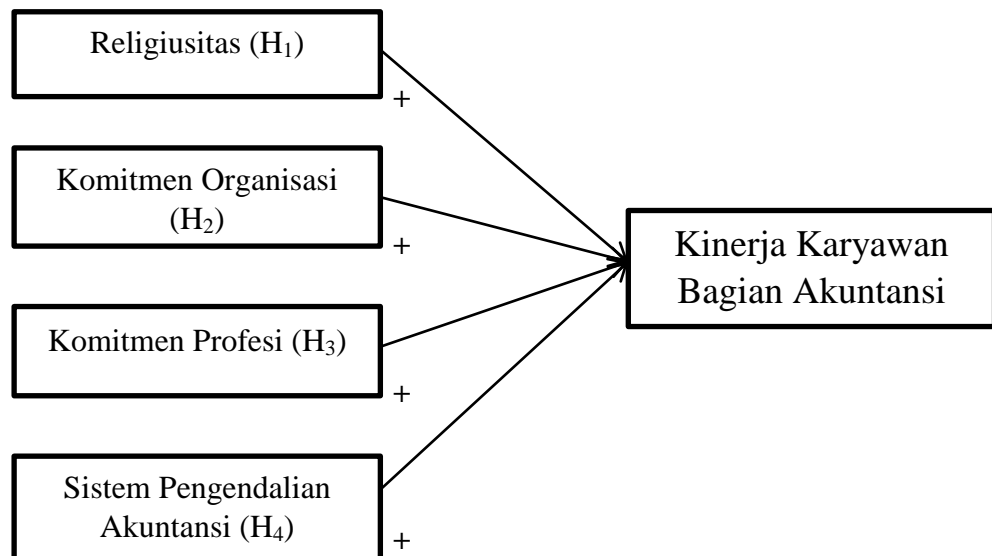 Religiusitas (H₁)
+
Komitmen Organisasi
(H₂)
+
Komitmen Profesi (H₃)
+
Sistem Pengendalian
Akuntansi (H₄)
+
Kinerja Karyawan
Bagian Akuntansi